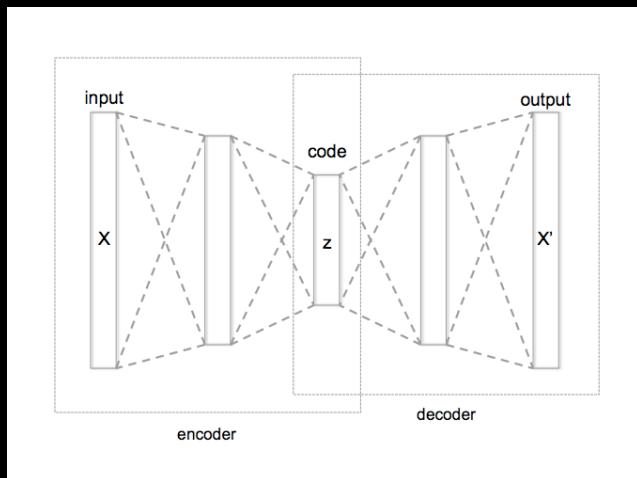 input
output
code
X
z
X'
decoder
encoder